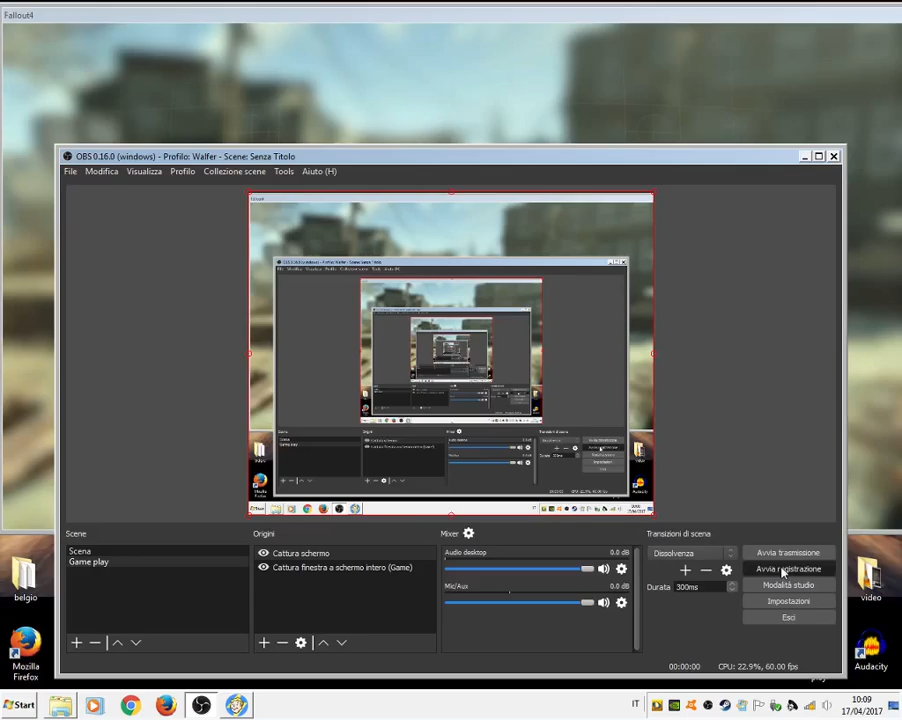 Fallout4
OBS 0.16.0 (windows) - Profilo: Walfer - Scene: Senza Titolo
File Modifica Visualizza Profilo Collezione scene Tools Aiuto (H)
Scene
Scena
Game play
Origini
Cattura schermo
Cattura finestra a schermo intero (Game)
Mixer
Audio desktop 0.0 dB
Mic/Aux 0.0 dB
Transizioni di scena
Dissolvenza
Durata 300ms
Avvia trasmissione
Avvia registrazione
Modalità studio
Impostazioni
Esci
00:00:00 CPU: 22.9%, 60.00 fps
belgio
Mozilla
Firefox
video
Audacity
Start
IT
10:09
17/04/2017